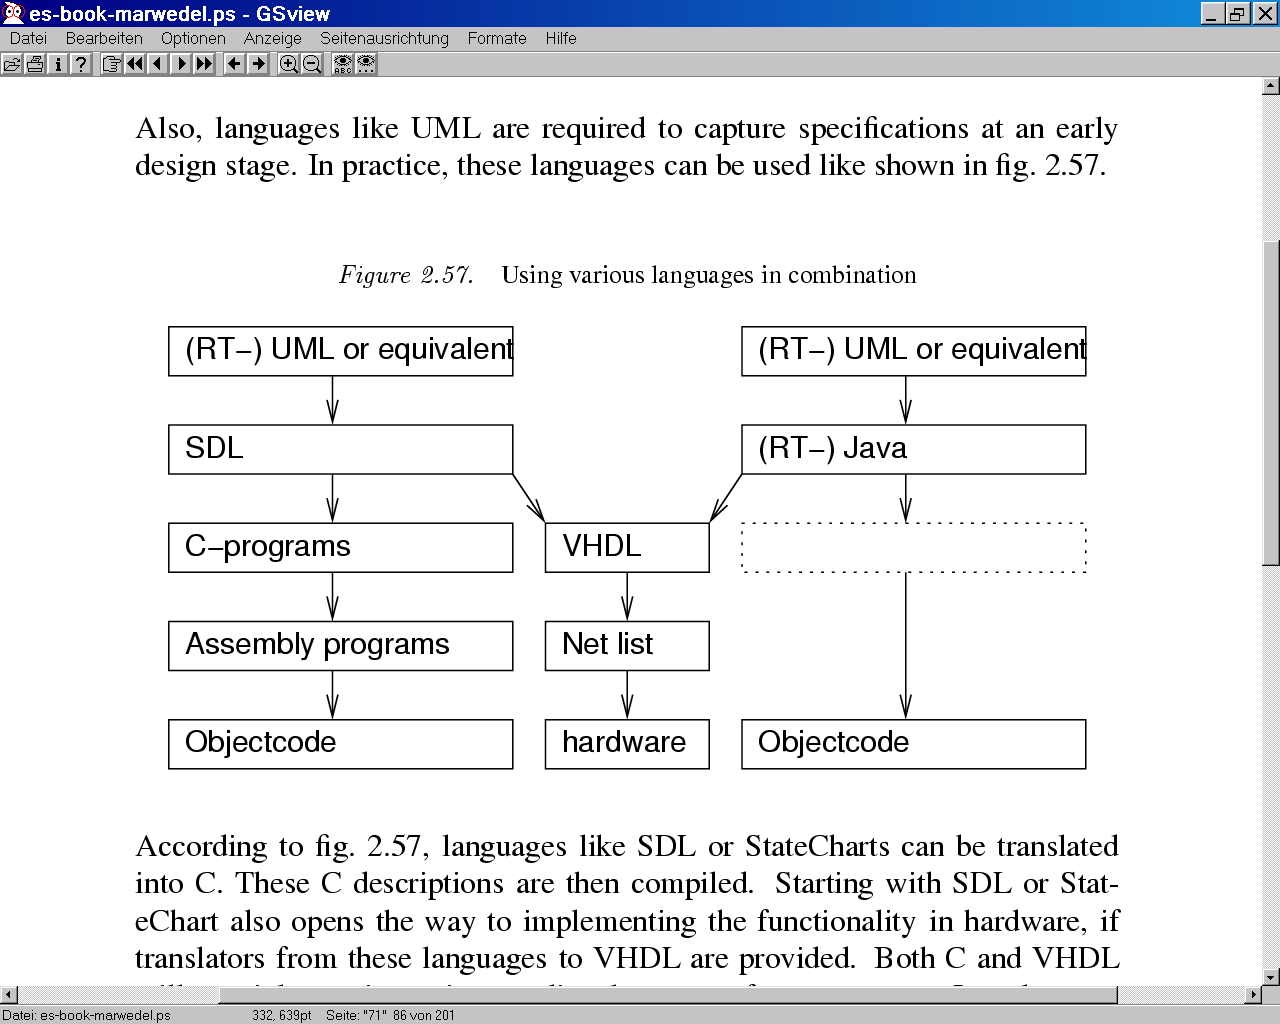 es-book-marwedel.ps - GSview
Datei Bearbeiten Optionen Anzeige Seitenausrichtung Formate Hilfe
Also, languages like UML are required to capture specifications at an early
design stage. In practice, these languages can be used like shown in fig. 2.57.
Figure 2.57. Using various languages in combination
(RT−) UML or equivalent
(RT−) UML or equivalent
SDL
(RT−) Java
C−programs
VHDL
Assembly programs
Net list
Objectcode
hardware
Objectcode
According to fig. 2.57, languages like SDL or StateCharts can be translated
into C. These C descriptions are then compiled. Starting with SDL or Stat-
eChart also opens the way to implementing the functionality in hardware, if
translators from these languages to VHDL are provided. Both C and VHDL
Datei: es-book-marwedel.ps 332, 639pt Seite: "71" 86 von 201